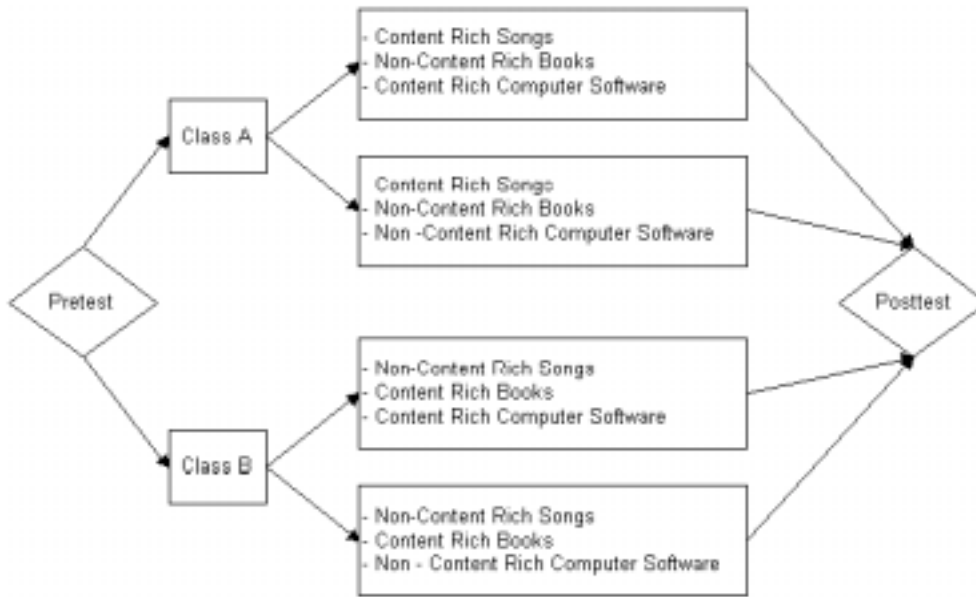 - Content Rich Songs
- Non-Content Rich Books
- Content Rich Computer Software
Class A
Content Rich Songs
- Non-Content Rich Books
- Non -Content Rich Computer Software
Pretest
Posttest
- Non-Content Rich Songs
- Content Rich Books
- Content Rich Computer Software
Class B
- Non-Content Rich Songs
- Content Rich Books
- Non - Content Rich Computer Software